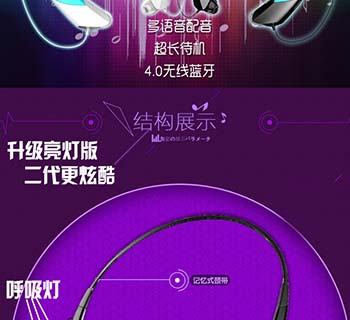 多语音配音
超长待机
4.0无线蓝牙
结构展示
升级亮灯版
二代更炫酷
呼吸灯
记忆式颈带